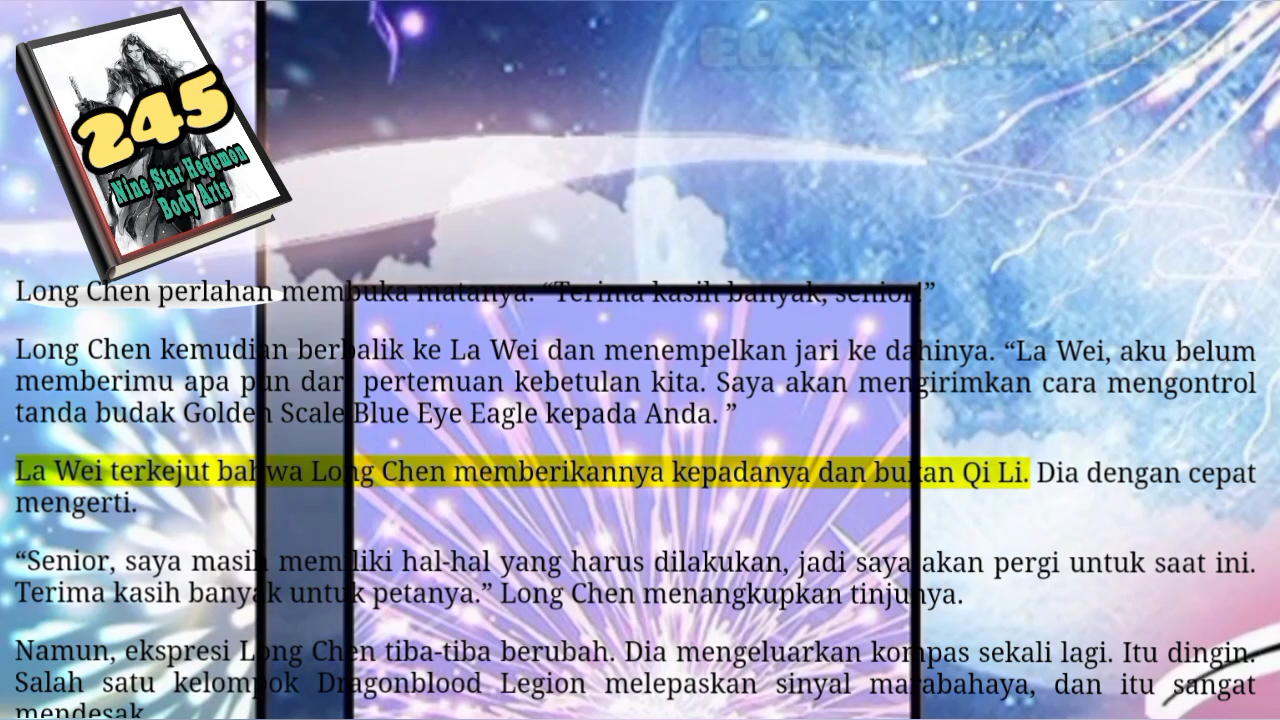 ELANG MATA BIRU
245
Nine Star Hegemon
Body Arts
Long Chen perlahan membuka matanya. “Terima kasih banyak, senior!”
Long Chen kemudian berbalik ke La Wei dan menempelkan jari ke dahinya. “La Wei, aku belum
memberimu apa pun dari pertemuan kebetulan kita. Saya akan mengirimkan cara mengontrol
tanda budak Golden Scale Blue Eye Eagle kepada Anda. ”
La Wei terkejut bahwa Long Chen memberikannya kepadanya dan bukan Qi Li. Dia dengan cepat
mengerti.
“Senior, saya masih memiliki hal-hal yang harus dilakukan, jadi saya akan pergi untuk saat ini.
Terima kasih banyak untuk petanya.” Long Chen menangkupkan tinjunya.
Namun, ekspresi Long Chen tiba-tiba berubah. Dia mengeluarkan kompas sekali lagi. Itu dingin.
Salah satu kelompok Dragonblood Legion melepaskan sinyal marabahaya, dan itu sangat
mendesak.